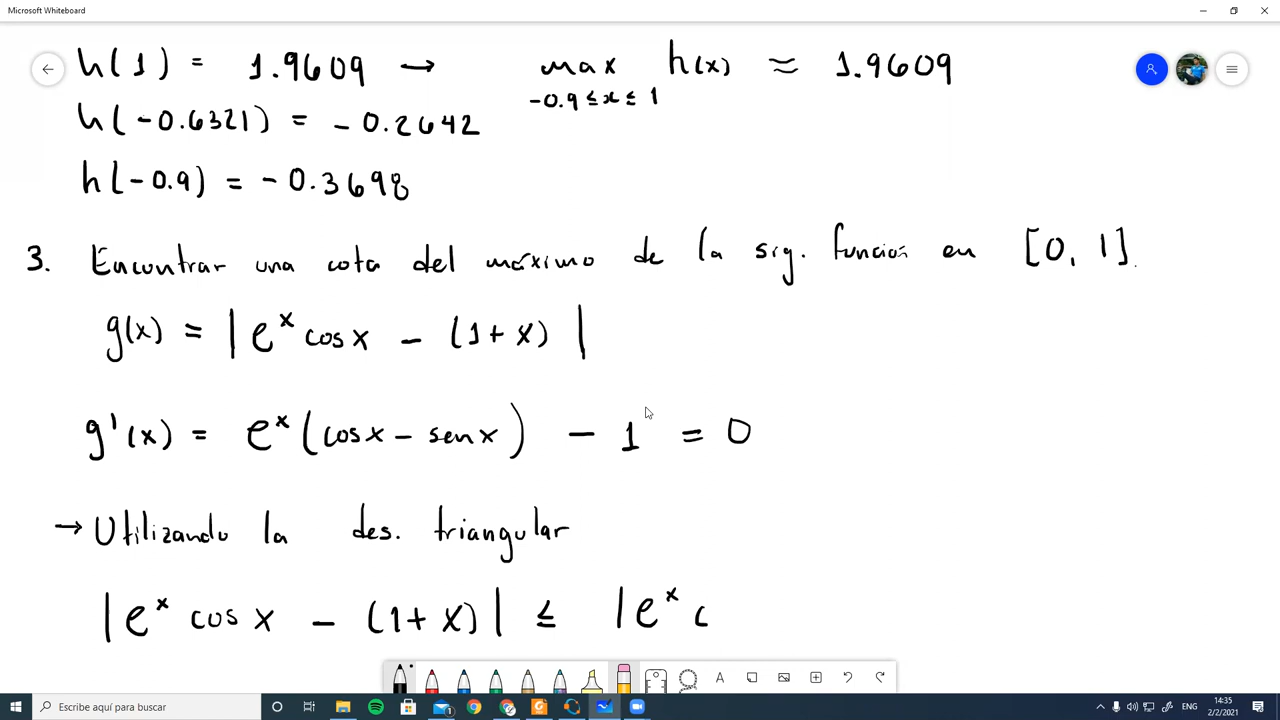 Microsoft Whiteboard
h(1) = 1.9609 → max h(x) ≈ 1.9609
-0.9 ≤ x ≤ 1
h(-0.6321) = -0.2642
h(-0.9) = -0.3698
3. Encontrar una cota del máximo de la sig. función en [0, 1].
g(x) = | e^x cos x - (1+x) |
g'(x) = e^x (cos x - sen x) - 1 = 0
→ Utilizando la des. triangular
| e^x cos x - (1+x) | ≤ | e^x c
A
Escribe aquí para buscar
ENG
14:35
2/2/2021